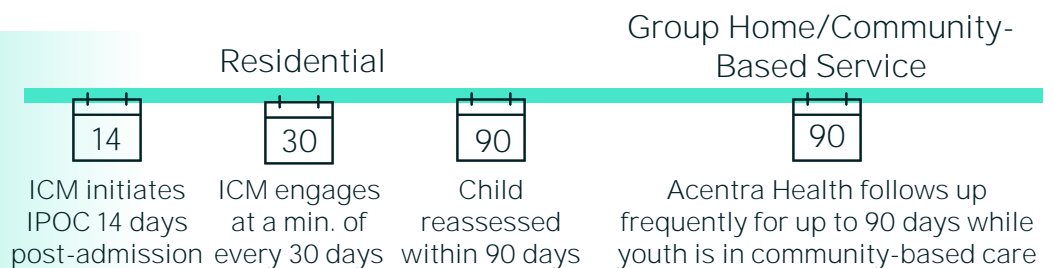 Residential
Group Home/Community-
Based Service
14
30
90
90
ICM initiates
IPOC 14 days
post-admission
ICM engages
at a min. of
every 30 days
Child
reassessed
within 90 days
Acentra Health follows up
frequently for up to 90 days while
youth is in community-based care